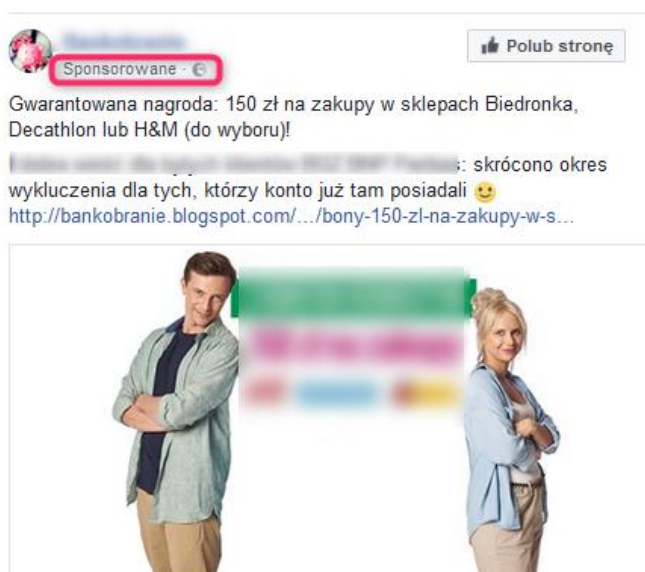 Polub stronę
Sponsorowane ·
Gwarantowana nagroda: 150 zł na zakupy w sklepach Biedronka,
Decathlon lub H&M (do wyboru)!
: skrócono okres
wykluczenia dla tych, którzy konto już tam posiadali
http://bankobranie.blogspot.com/.../bony-150-zl-na-zakupy-w-s...